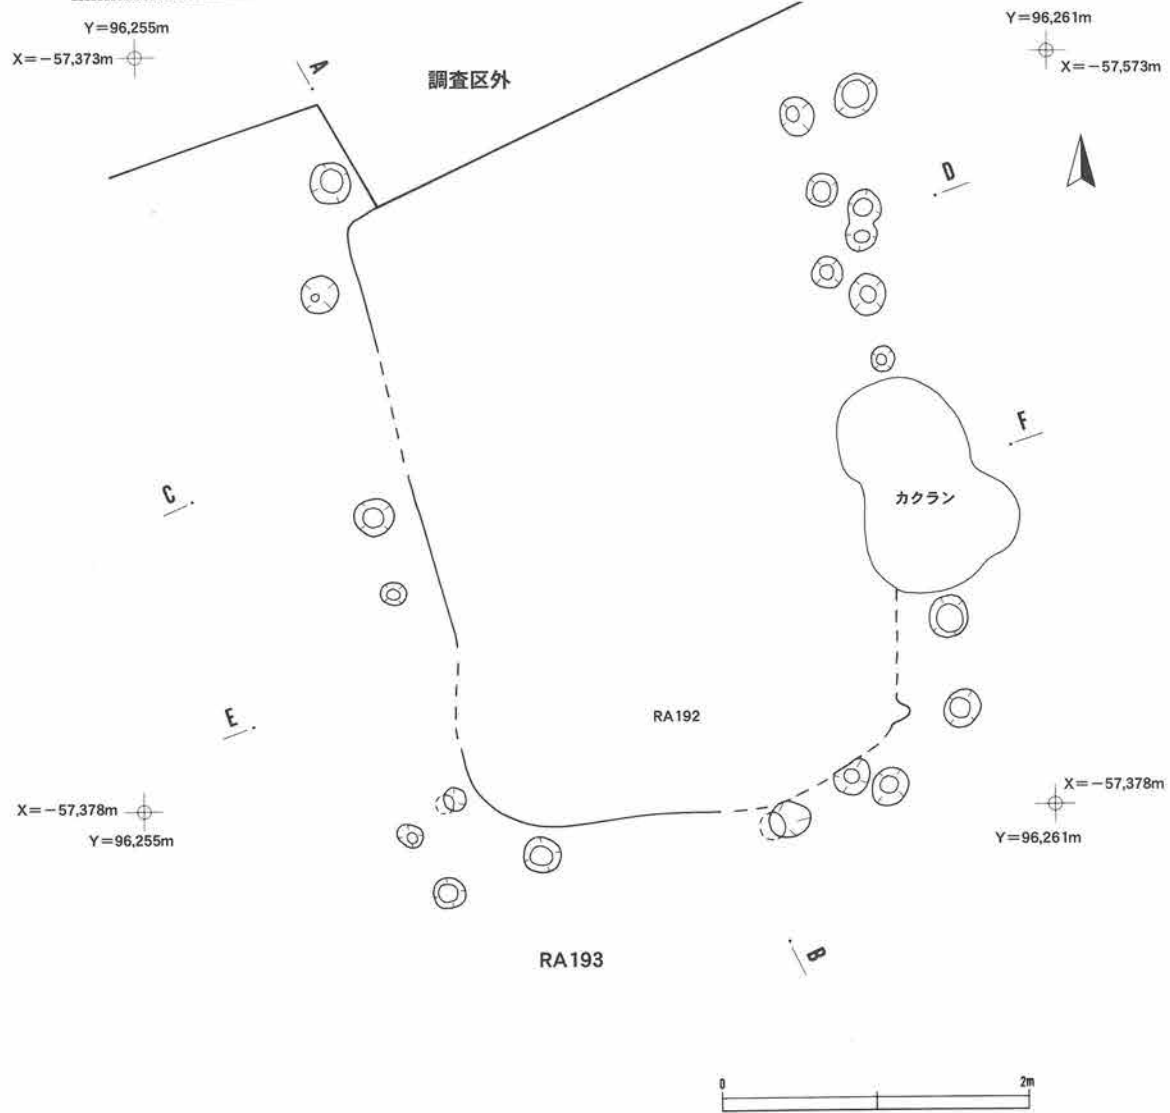 Y=96,255m
Y=96,261m
X=-57,373m
X=-57,573m
A
調査区外
D
F
カクラン
C
RA192
E
X=-57,378m
X=-57,378m
Y=96,255m
Y=96,261m
RA193
B
0
2m